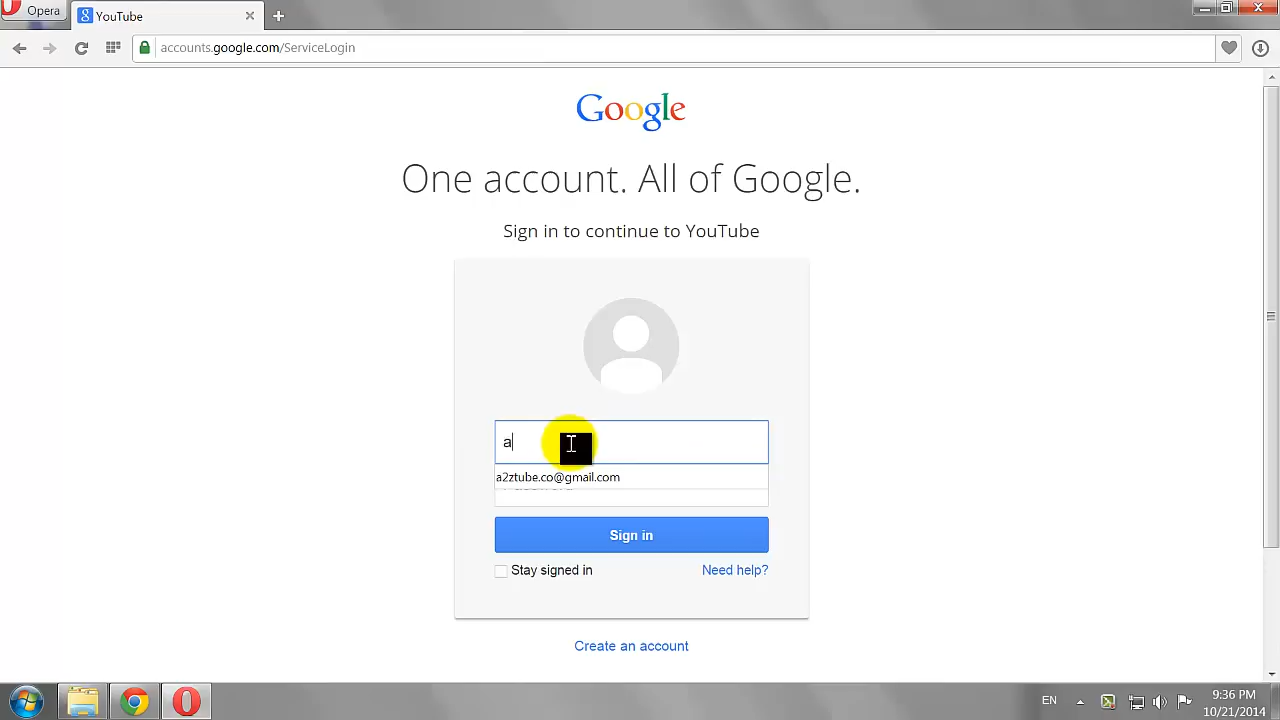 Opera
YouTube
accounts.google.com/ServiceLogin
Google
One account. All of Google.
Sign in to continue to YouTube
a
a2ztube.co@gmail.com
Sign in
Stay signed in
Need help?
Create an account
EN
9:36 PM
10/21/2014